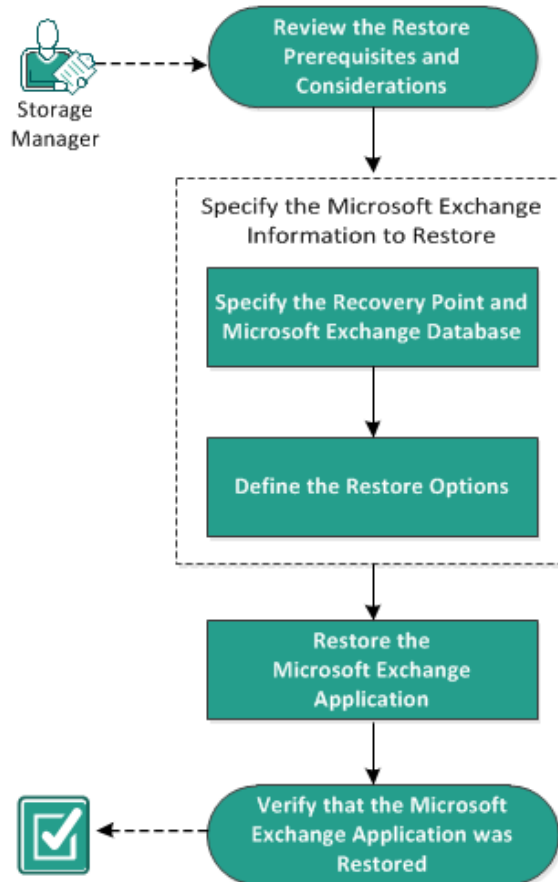 Review the Restore
Prerequisites and
Considerations
Storage
Manager
Specify the Microsoft Exchange
Information to Restore
Specify the Recovery Point and
Microsoft Exchange Database
Define the Restore Options
Restore the
Microsoft Exchange
Application
Verify that the Microsoft
Exchange Application was
Restored